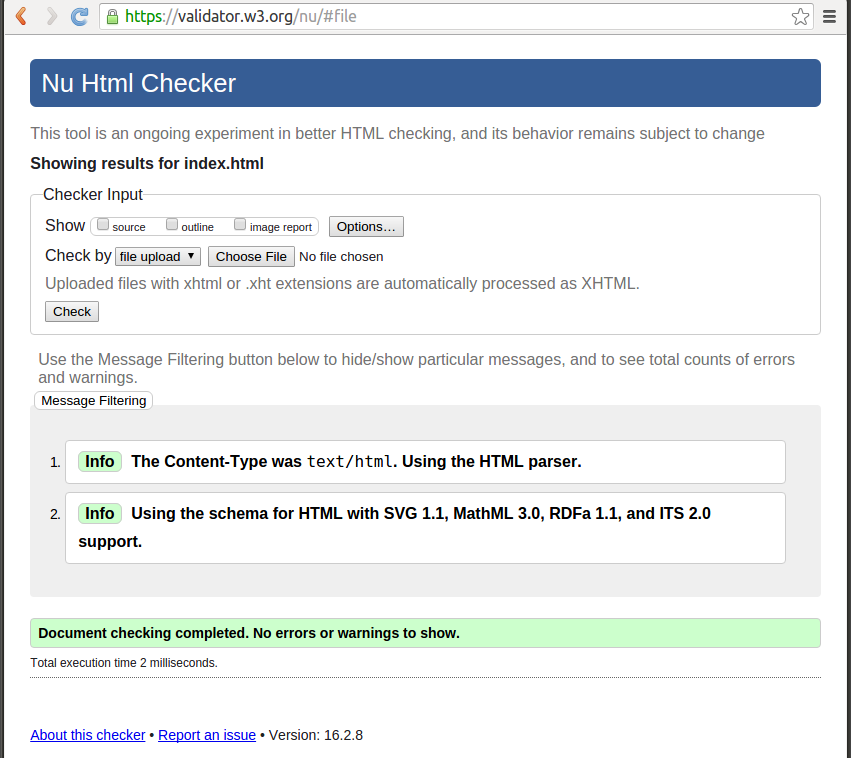 https://validator.w3.org/nu/#file
Nu Html Checker
This tool is an ongoing experiment in better HTML checking, and its behavior remains subject to change
Showing results for index.html
Checker Input
Show source outline image report Options...
Check by file upload ▼ Choose File No file chosen
Uploaded files with xhtml or .xht extensions are automatically processed as XHTML.
Check
Use the Message Filtering button below to hide/show particular messages, and to see total counts of errors
and warnings.
Message Filtering
1. Info The Content-Type was text/html. Using the HTML parser.
2. Info Using the schema for HTML with SVG 1.1, MathML 3.0, RDFa 1.1, and ITS 2.0
support.
Document checking completed. No errors or warnings to show.
Total execution time 2 milliseconds.
About this checker • Report an issue • Version: 16.2.8